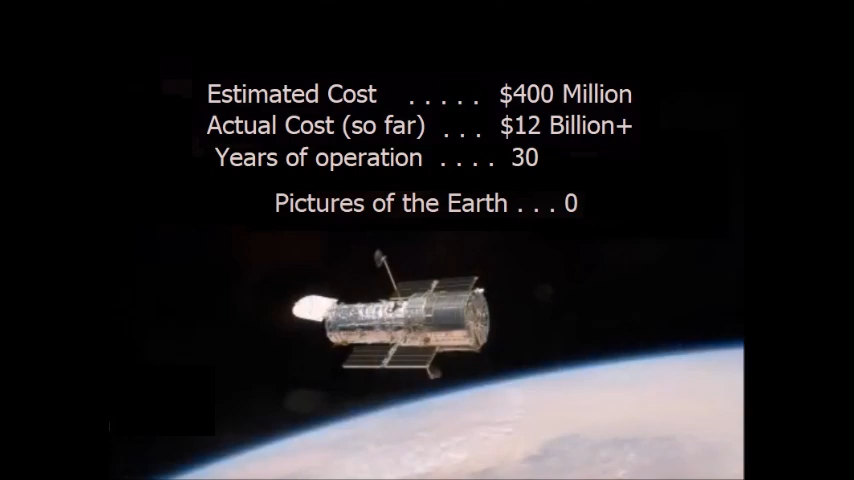 Estimated Cost ..... $400 Million
Actual Cost (so far) ... $12 Billion+
Years of operation .... 30
Pictures of the Earth ... 0